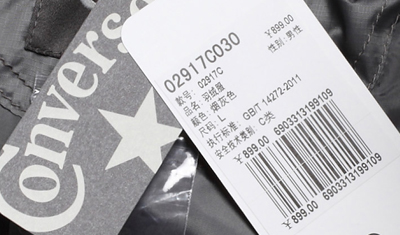 Converse
02917C030
款号: 02917C
品名: 羽绒服
颜色: 烟灰色
尺码: L
执行标准: GB/T 14272-2011
安全技术类别: C类
¥899.00 6903313199109
¥899.00 6903313199109
¥899.00
性别: 男性